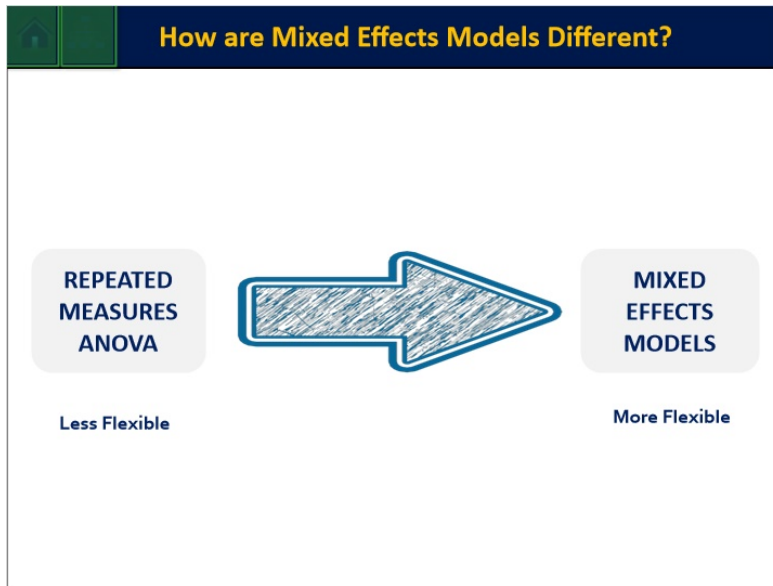 How are Mixed Effects Models Different?
REPEATED
MEASURES
ANOVA
MIXED
EFFECTS
MODELS
Less Flexible
More Flexible